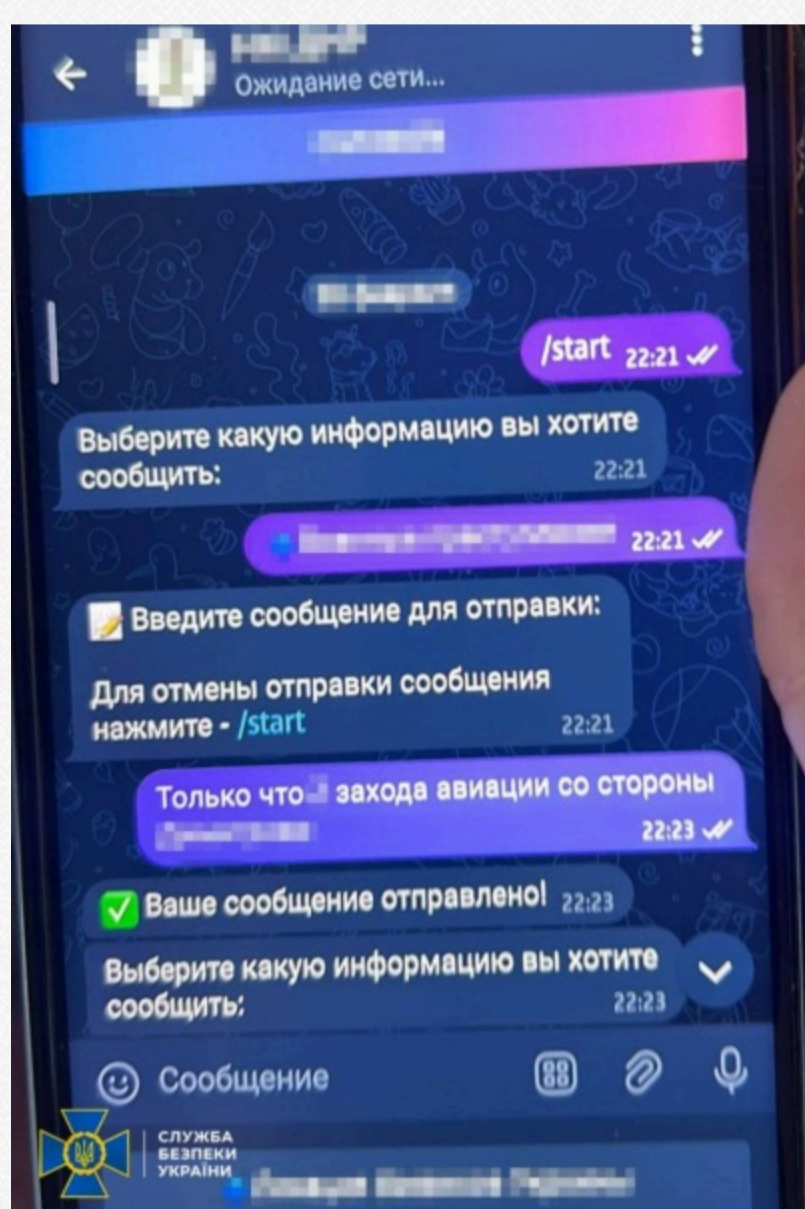 Ожидание сети...
/start 22:21
Выберите какую информацию вы хотите
сообщить:
22:21
22:21
📝 Введите сообщение для отправки:
Для отмены отправки сообщения
нажмите - /start
22:21
Только что захода авиации со стороны
22:23
✅ Ваше сообщение отправлено! 22:23
Выберите какую информацию вы хотите
сообщить:
22:23
Сообщение
СЛУЖБА
БЕЗПЕКИ
УКРАЇНИ